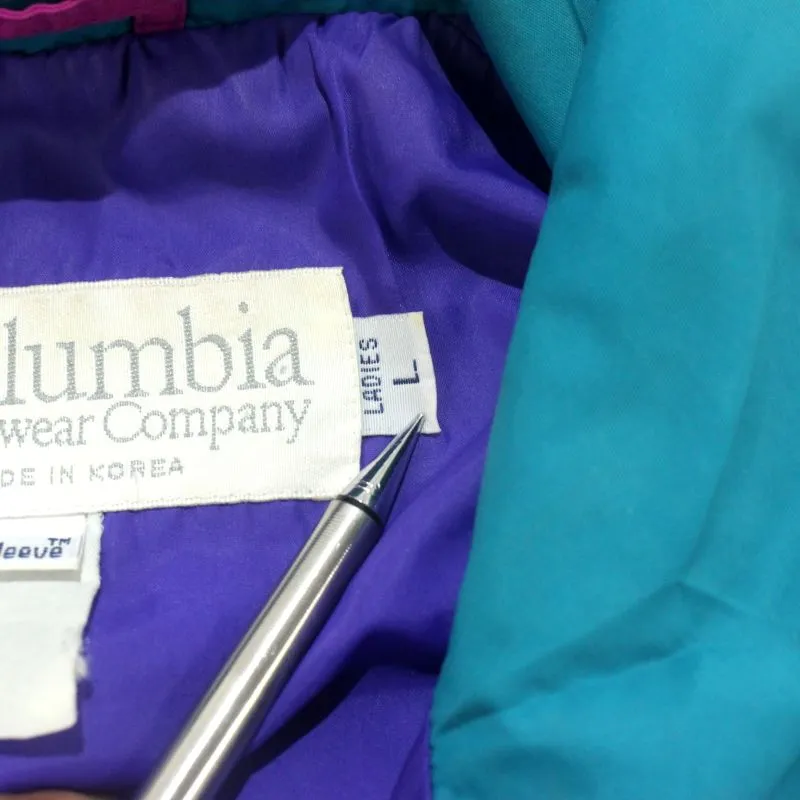 lumbia
wear Company
DE IN KOREA
LADIES
L
leeve™